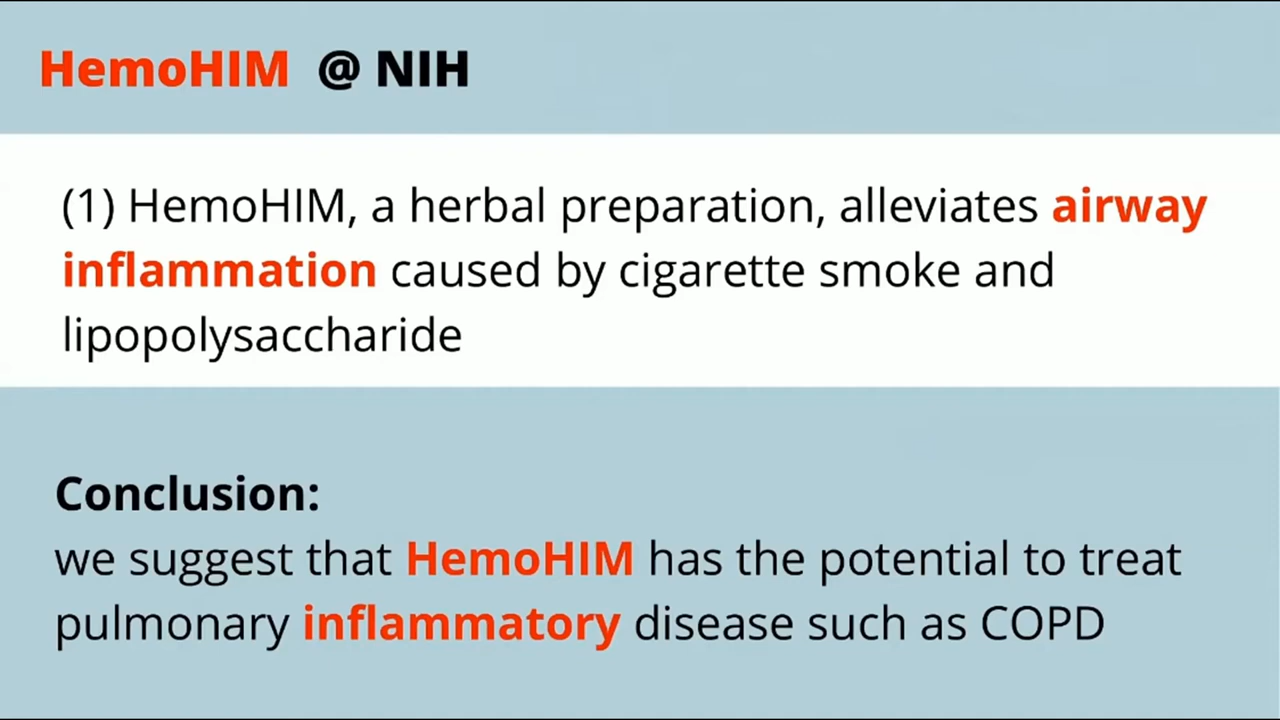 HemoHIM @ NIH
(1) HemoHIM, a herbal preparation, alleviates airway
inflammation caused by cigarette smoke and
lipopolysaccharide
Conclusion:
we suggest that HemoHIM has the potential to treat
pulmonary inflammatory disease such as COPD